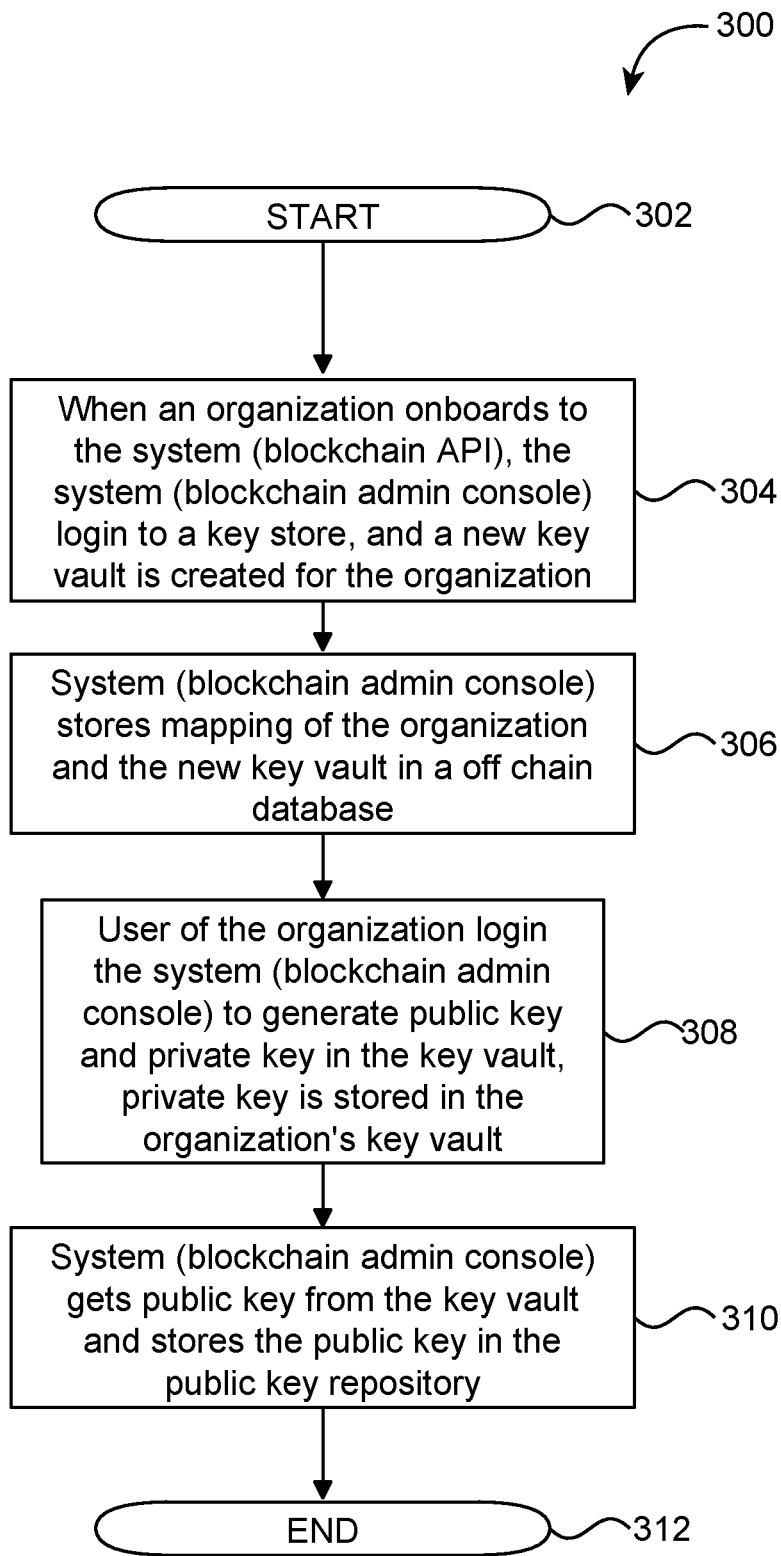 300
START
302
When an organization onboards to
the system (blockchain API), the
system (blockchain admin console)
login to a key store, and a new key
vault is created for the organization
304
System (blockchain admin console)
stores mapping of the organization
and the new key vault in a off chain
database
306
User of the organization login
the system (blockchain admin
console) to generate public key
and private key in the key vault,
private key is stored in the
organization's key vault
308
System (blockchain admin console)
gets public key from the key vault
and stores the public key in the
public key repository
310
END
312